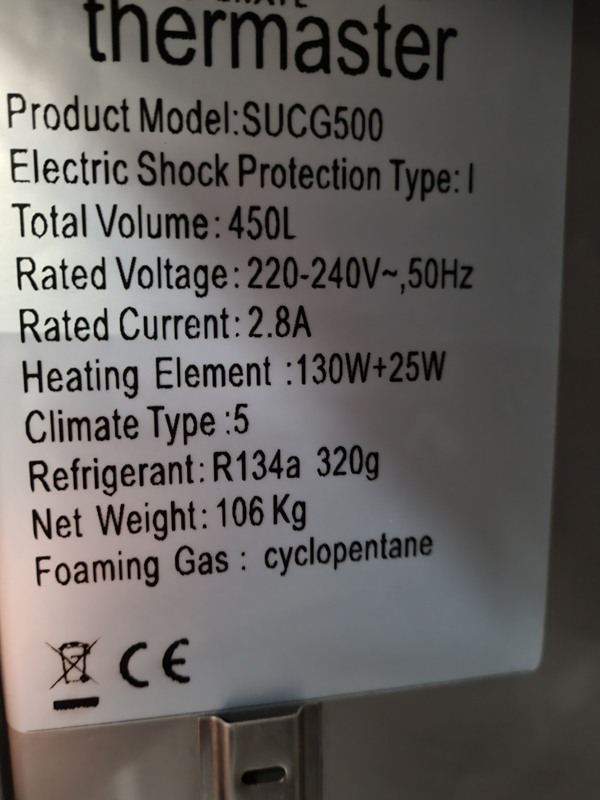 thermaster
Product Model:SUCG500
Electric Shock Protection Type: I
Total Volume: 450L
Rated Voltage: 220-240V~,50Hz
Rated Current: 2.8A
Heating Element :130W+25W
Climate Type :5
Refrigerant: R134a 320g
Net Weight: 106 Kg
Foaming Gas : cyclopentane
CE